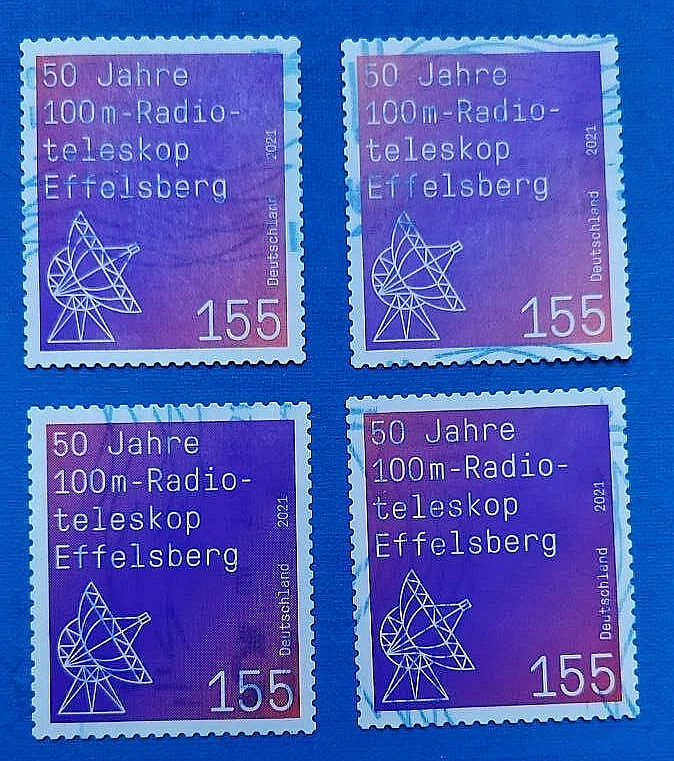 50 Jahre
100m-Radio-
teleskop
Effelsberg
Deutschland 2021
155
50 Jahre
100m-Radio-
teleskop
Effelsberg
Deutschland 2021
155
50 Jahre
100m-Radio-
teleskop
Effelsberg
Deutschland 2021
155
50 Jahre
100m-Radio-
teleskop
Effelsberg
Deutschland 2021
155